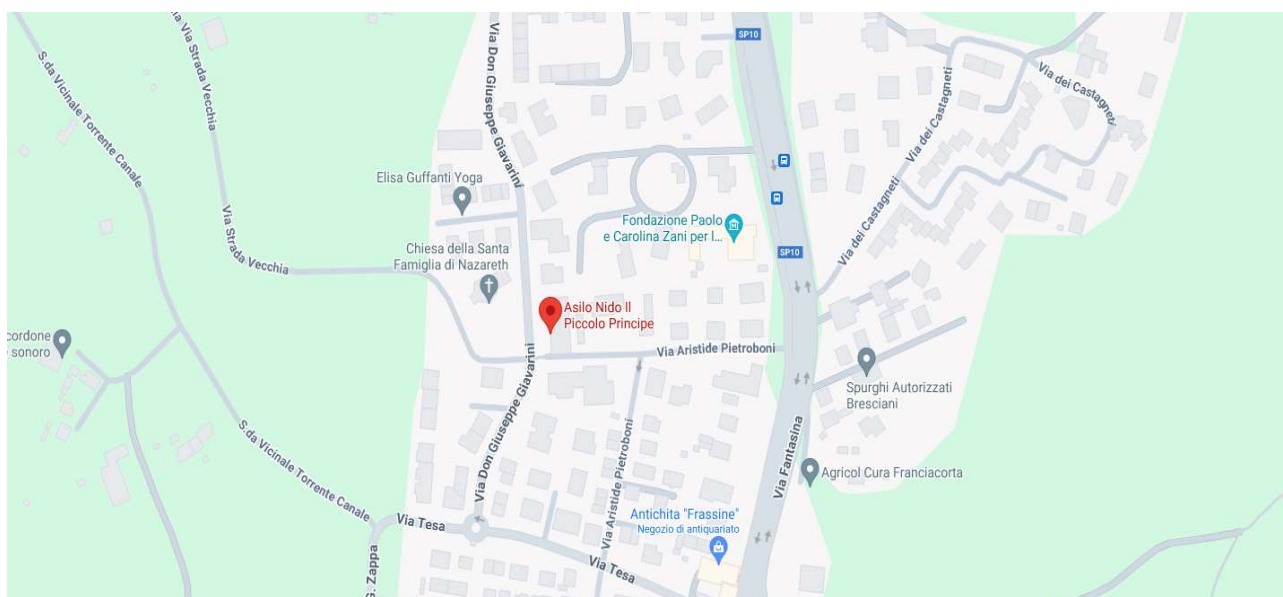 SP10
Via Don Giuseppe Giavarini
Via Strada Vecchia
S.da Vicinale Torrente Canale
Via dei Castagneti
Via dei Castagneti
Via dei Castagneti
Elisa Guffanti Yoga
Fondazione Paolo
e Carolina Zani per l...
Via Strada Vecchia
Chiesa della Santa
Famiglia di Nazareth
SP10
Asilo Nido Il
Piccolo Principe
cordone
e sonoro
Via Aristide Pietroboni
Via Don Giuseppe Giavarini
Spurghi Autorizzati
Bresciani
Via Aristide Pietroboni
Via Fantasina
S.da Vicinale Torrente Canale
Agricol Cura Franciacorta
Antichita "Frassine"
Negozio di antiquariato
Via Tesa
Via Tesa
S. Zappa